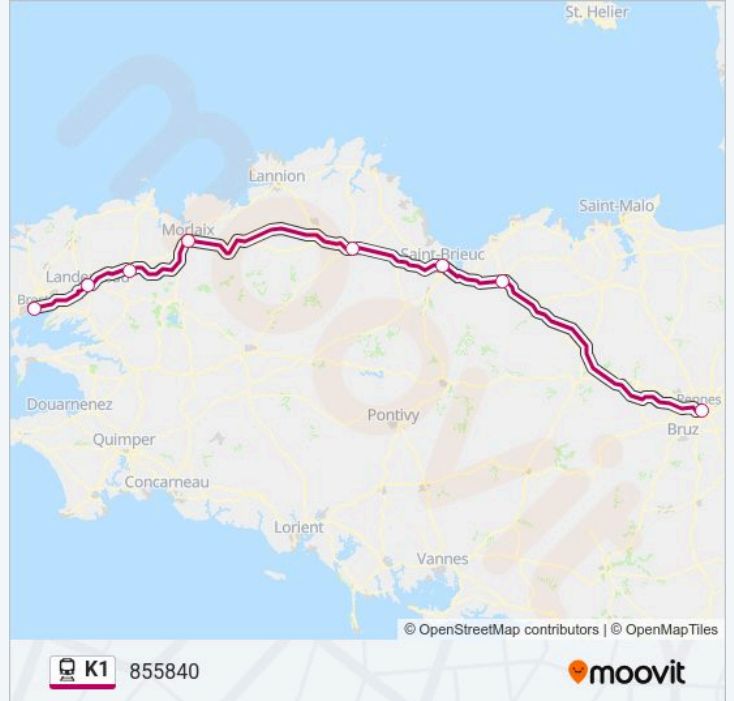 St. Helier
Lannion
Saint-Malo
Morlaix
Saint-Brieuc
Rennes
Douarnenez
Pontivy
Bruz
Quimper
Concarneau
Lorient
Vannes
© OpenStreetMap contributors | © OpenMapTiles
K1 855840
moovit